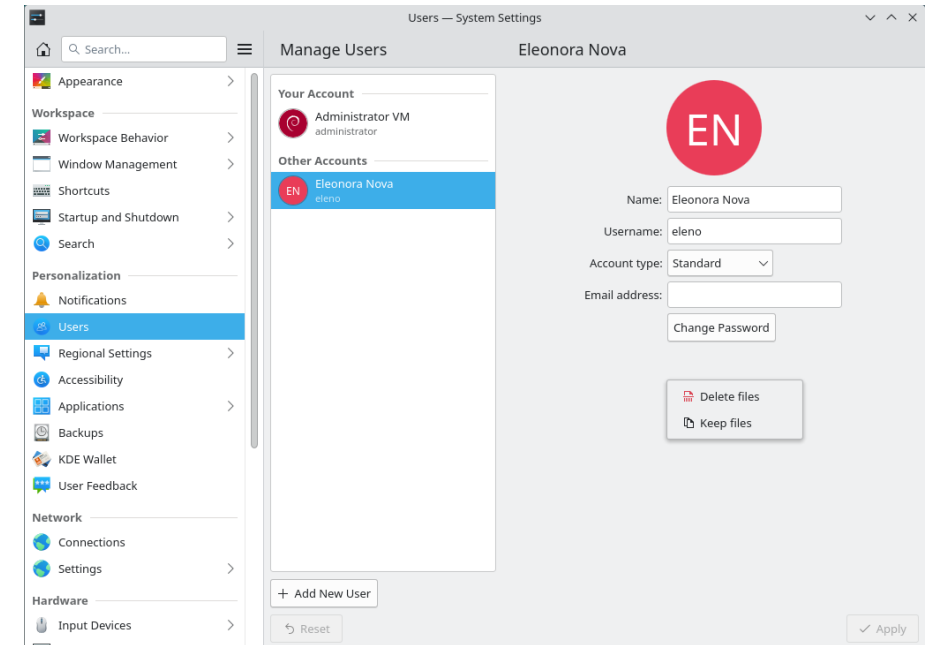 Users — System Settings
Search...
Manage Users
Eleonora Nova
Appearance
Workspace
Workspace Behavior
Window Management
Shortcuts
Startup and Shutdown
Search
Personalization
Notifications
Users
Regional Settings
Accessibility
Applications
Backups
KDE Wallet
User Feedback
Network
Connections
Settings
Hardware
Input Devices
Your Account
Administrator VM
administrator
Other Accounts
EN
Eleonora Nova
eleno
+ Add New User
Reset
EN
Name: Eleonora Nova
Username: eleno
Account type: Standard
Email address:
Change Password
Delete files
Keep files
Apply